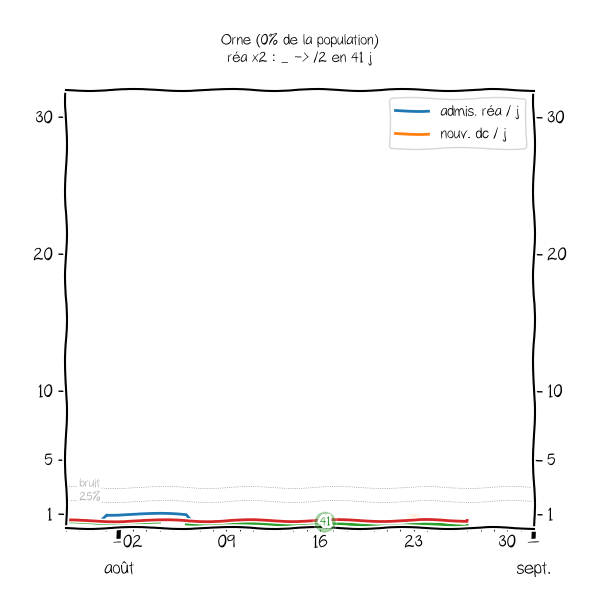 Orne (0% de la population)
réa x2 : _ -> /2 en 41 j
admis. réa / j
nouv. dc / j
30
30
20
20
10
10
5
5
bruit
25%
1
1
41
02
09
16
23
30
août
sept.